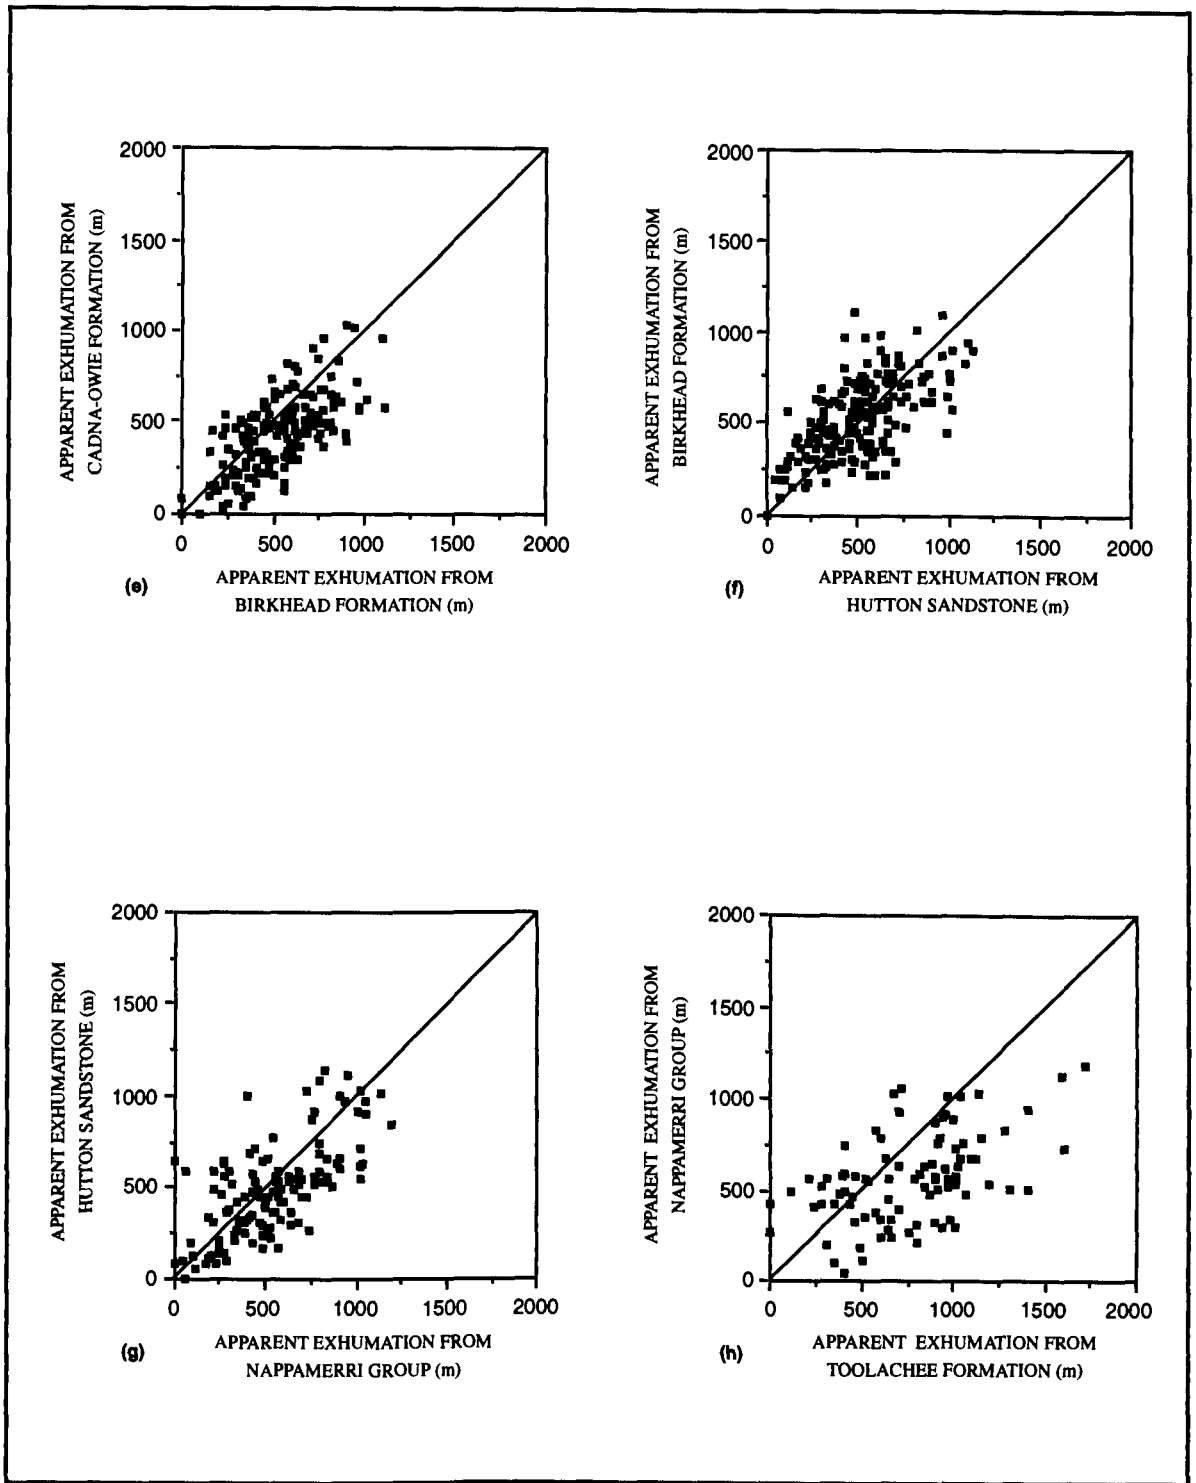 2000
1500
1000
500
0
APPARENT EXHUMATION FROM
CADNA-OWIE FORMATION (m)
0 500 1000 1500 2000
(e)
APPARENT EXHUMATION FROM
BIRKHEAD FORMATION (m)
2000
1500
1000
500
0
APPARENT EXHUMATION FROM
BIRKHEAD FORMATION (m)
0 500 1000 1500 2000
(f)
APPARENT EXHUMATION FROM
HUTTON SANDSTONE (m)
2000
1500
1000
500
0
APPARENT EXHUMATION FROM
HUTTON SANDSTONE (m)
0 500 1000 1500 2000
(g)
APPARENT EXHUMATION FROM
NAPPAMERRI GROUP (m)
2000
1500
1000
500
0
APPARENT EXHUMATION FROM
NAPPAMERRI GROUP (m)
0 500 1000 1500 2000
(h)
APPARENT EXHUMATION FROM
TOOLACHEE FORMATION (m)